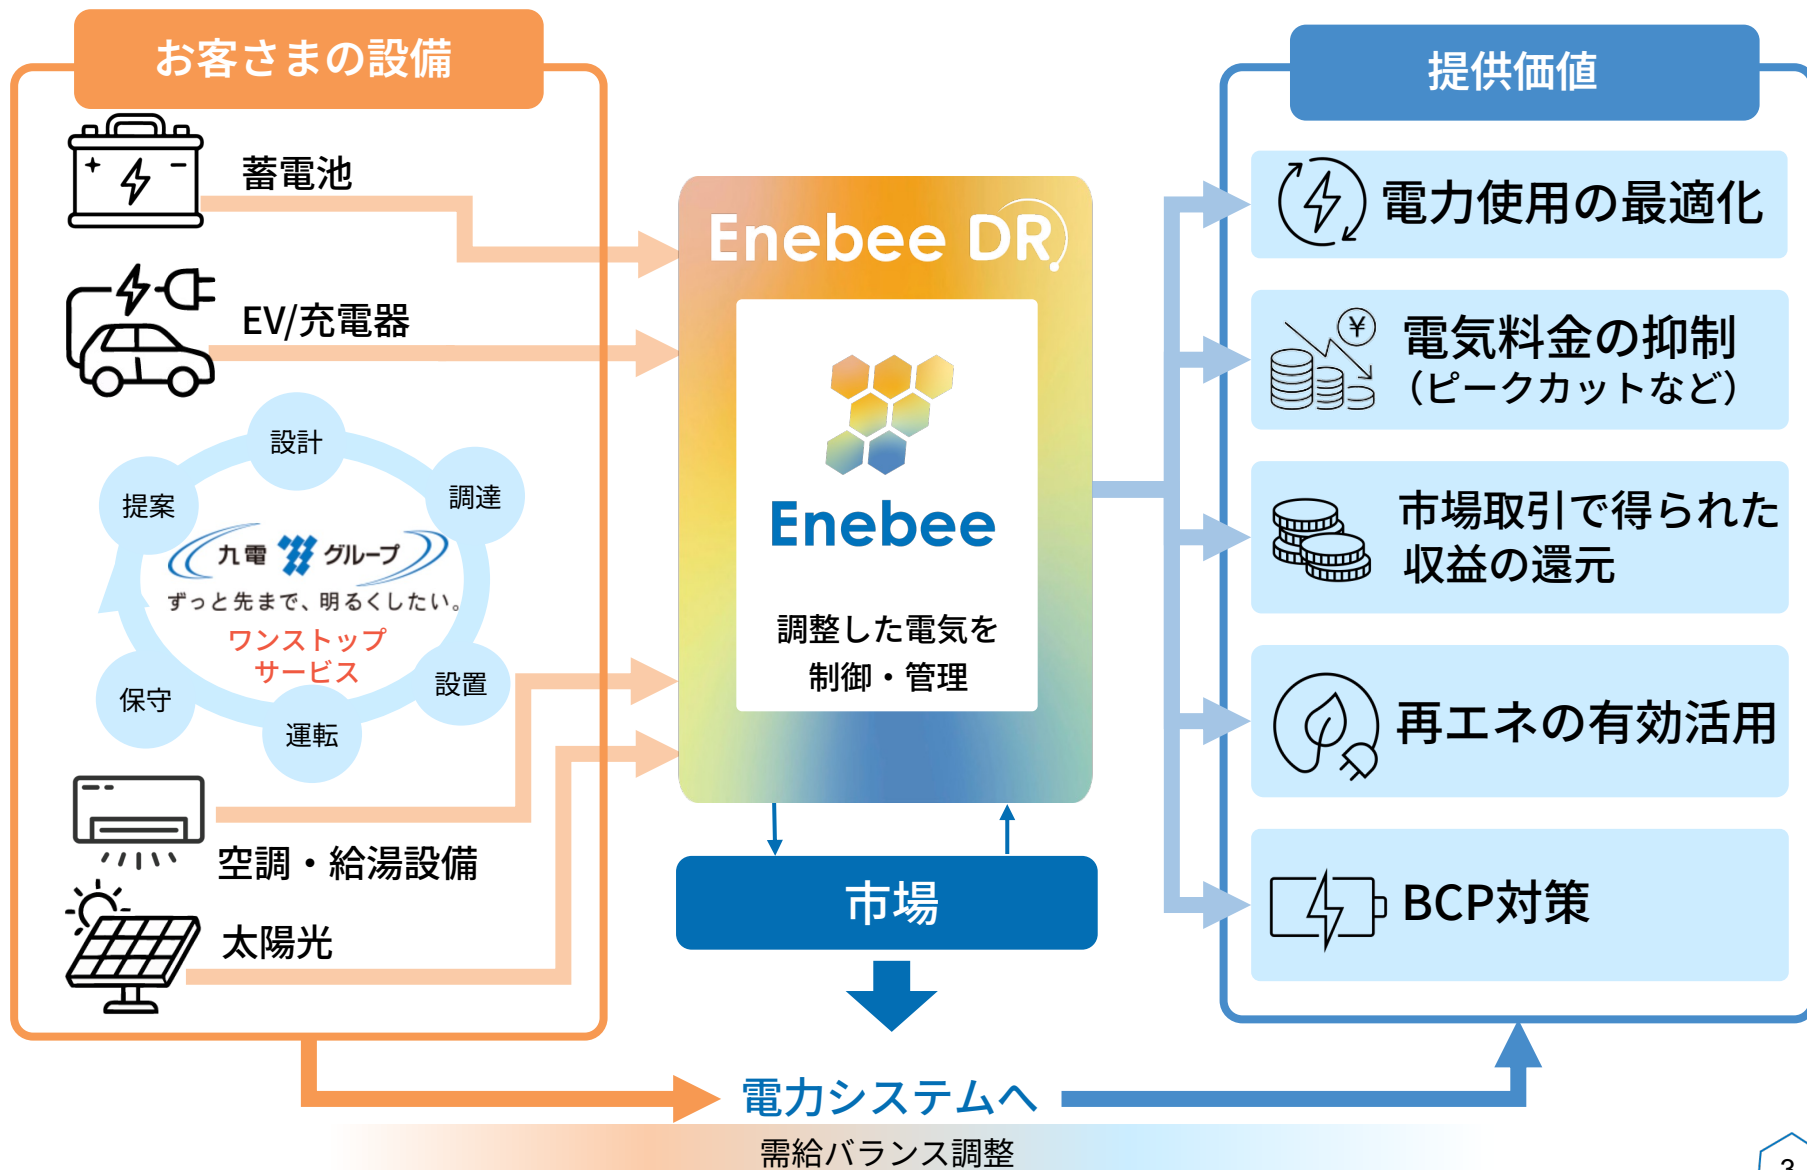 お客さまの設備
蓄電池
EV/充電器
設計
提案
調達
九電グループ
ずっと先まで、明るくしたい。
ワンストップ
サービス
保守
設置
運転
空調・給湯設備
太陽光
Enebee DR
Enebee
調整した電気を
制御・管理
市場
電力システムへ
需給バランス調整
提供価値
電力使用の最適化
¥
電気料金の抑制
（ピークカットなど）
市場取引で得られた
収益の還元
再エネの有効活用
BCP対策
3